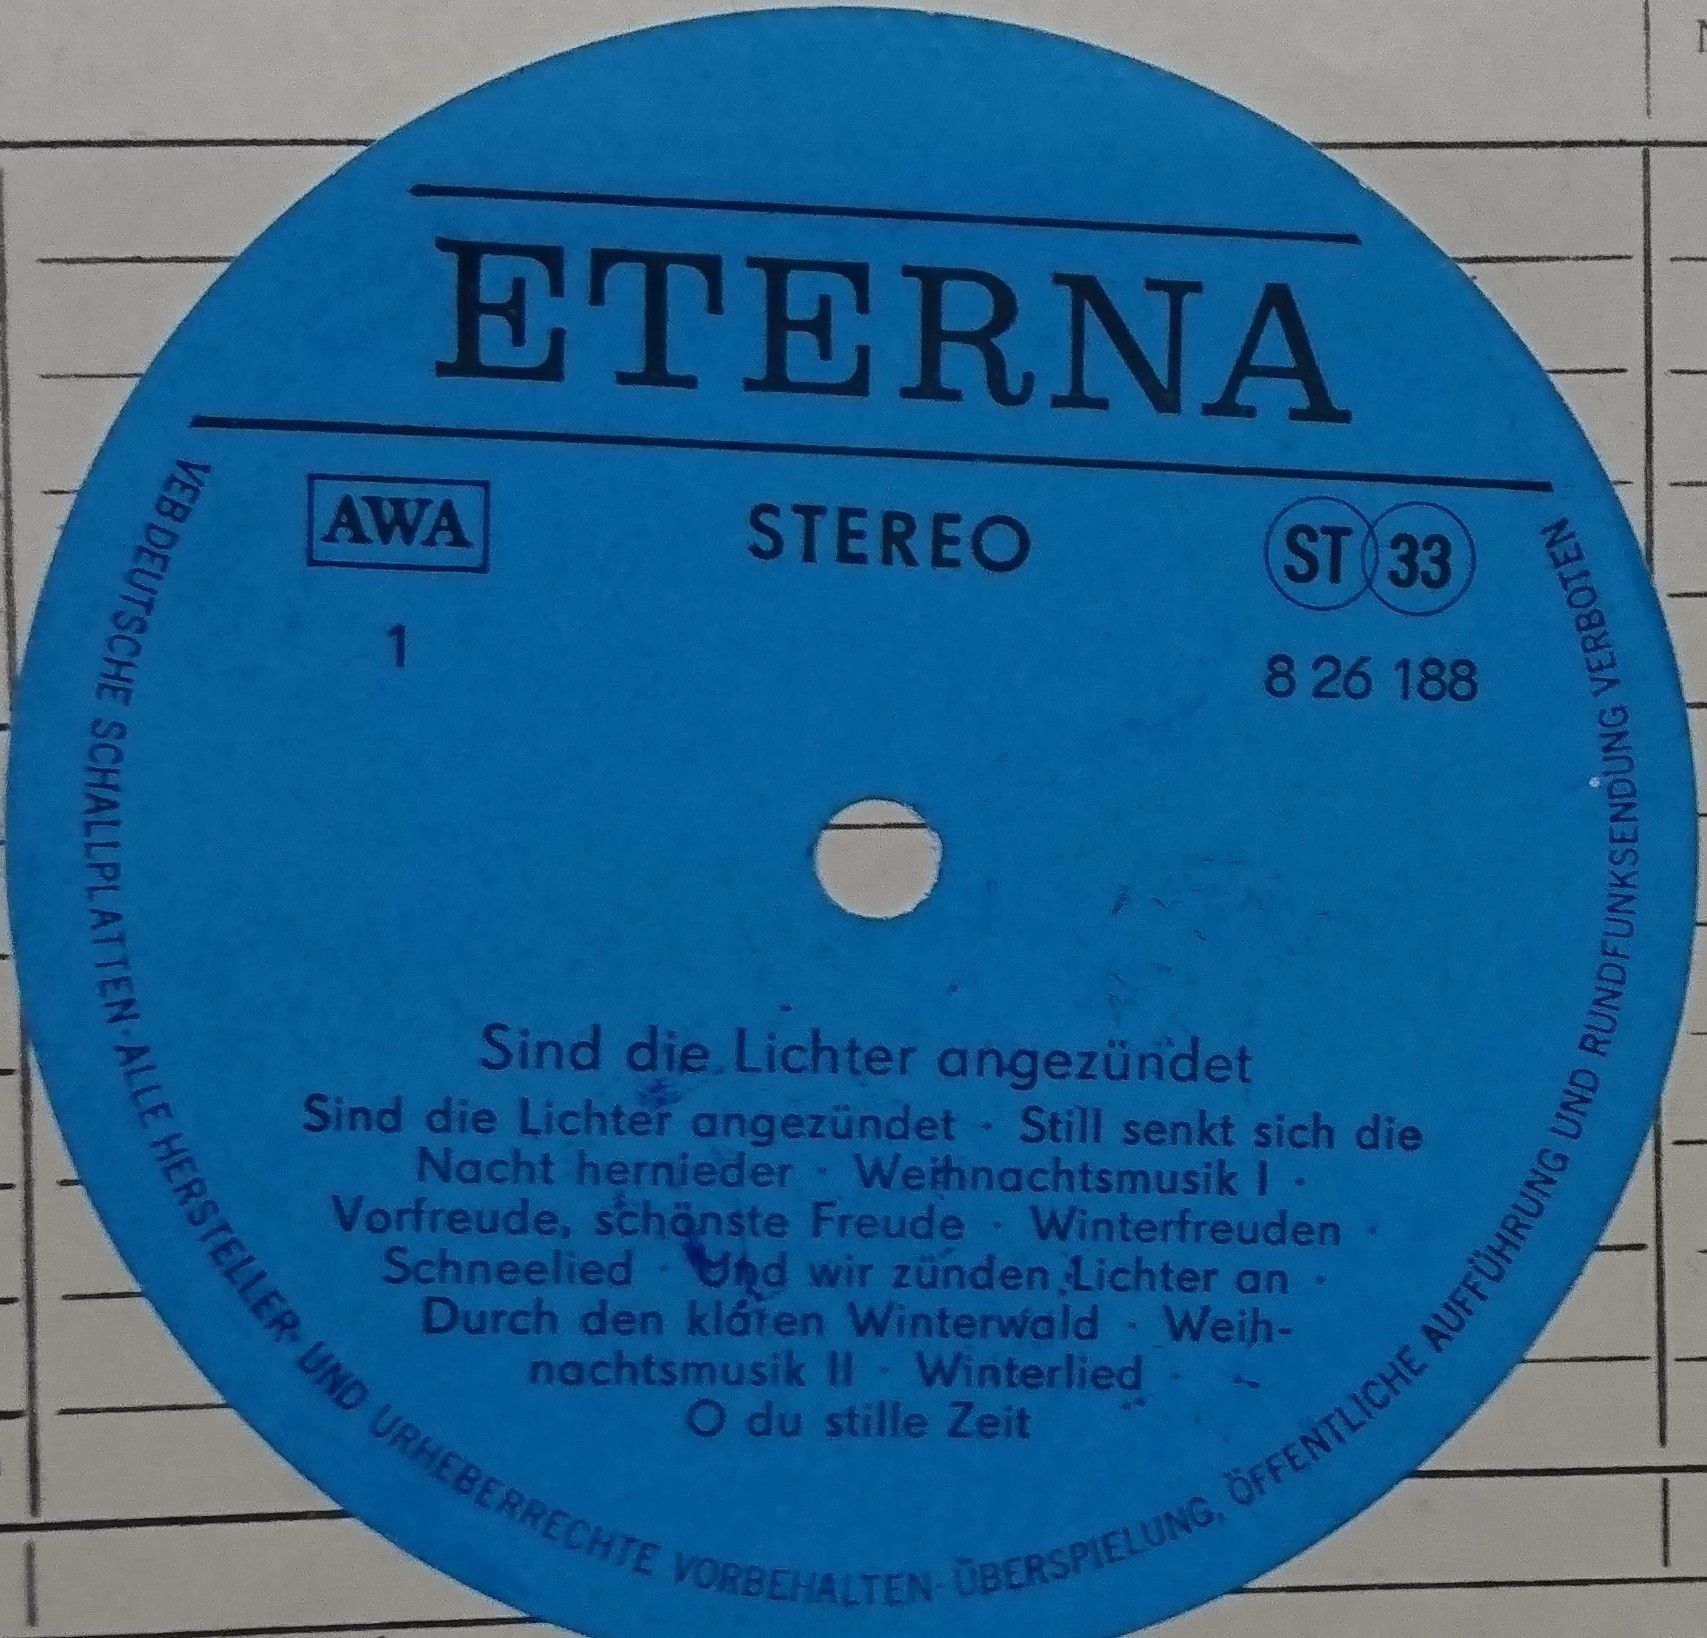 ETERNA
AWA
STEREO
ST 33
1
8 26 188
Sind die Lichter angezündet
Sind die Lichter angezündet · Still senkt sich die
Nacht hernieder · Weihnachtsmusik I ·
Vorfreude, schönste Freude · Winterfreuden ·
Schneelied · Und wir zünden Lichter an ·
Durch den klaren Winterwald · Weih-
nachtsmusik II · Winterlied ·
O du stille Zeit
VEB DEUTSCHE SCHALLPLATTEN · ALLE HERSTELLER- UND URHEBERRECHTE VORBEHALTEN · ÜBERSPIELUNG, ÖFFENTLICHE AUFFÜHRUNG UND RUNDFUNKSENDUNG VERBOTEN